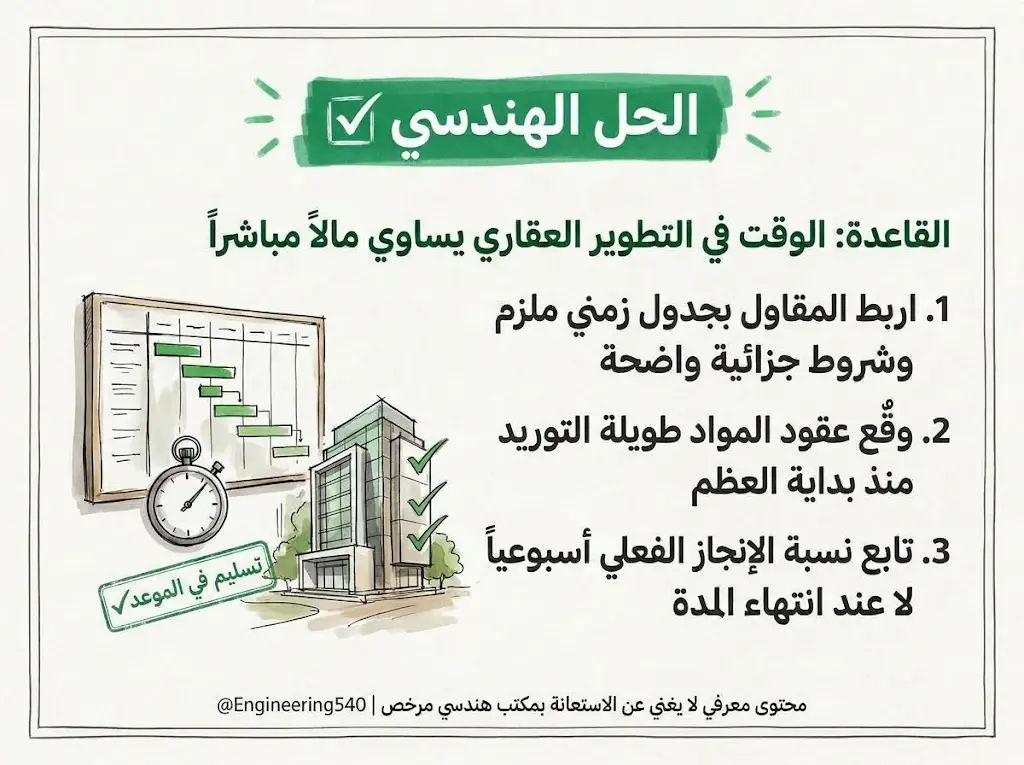 الحل الهندسي
القاعدة: الوقت في التطوير العقاري يساوي مالاً مباشراً
1. اربط المقاول بجدول زمني ملزم
وشروط جزائية واضحة
2. وقٌع عقود المواد طويلة التوريد
منذ بداية العظم
3. تابع نسبة الإنجاز الفعلي أسبوعياً
لا عند انتهاء المدة
تسليم في الموعد
محتوى معرفي لا يغني عن الاستعانة بمكتب هندسي مرخص | @Engineering540